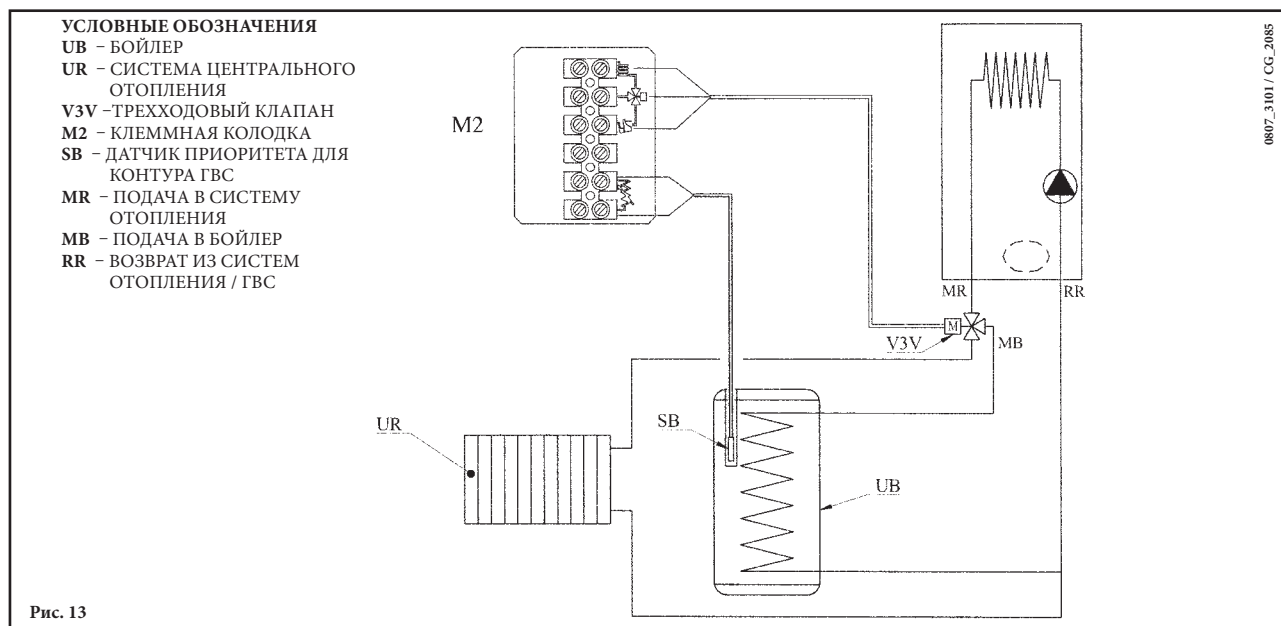 УСЛОВНЫЕ ОБОЗНАЧЕНИЯ
UB – БОЙЛЕР
UR – СИСТЕМА ЦЕНТРАЛЬНОГО
ОТОПЛЕНИЯ
V3V –ТРЕХХОДОВЫЙ КЛАПАН
M2 – КЛЕММНАЯ КОЛОДКА
SB – ДАТЧИК ПРИОРИТЕТА ДЛЯ
КОНТУРА ГВС
MR – ПОДАЧА В СИСТЕМУ
ОТОПЛЕНИЯ
MB – ПОДАЧА В БОЙЛЕР
RR – ВОЗВРАТ ИЗ СИСТЕМ
ОТОПЛЕНИЯ / ГВС
M2
0807_3101 / CG_2085
MR
RR
M
V3V
MB
UR
SB
UB
Рис. 13